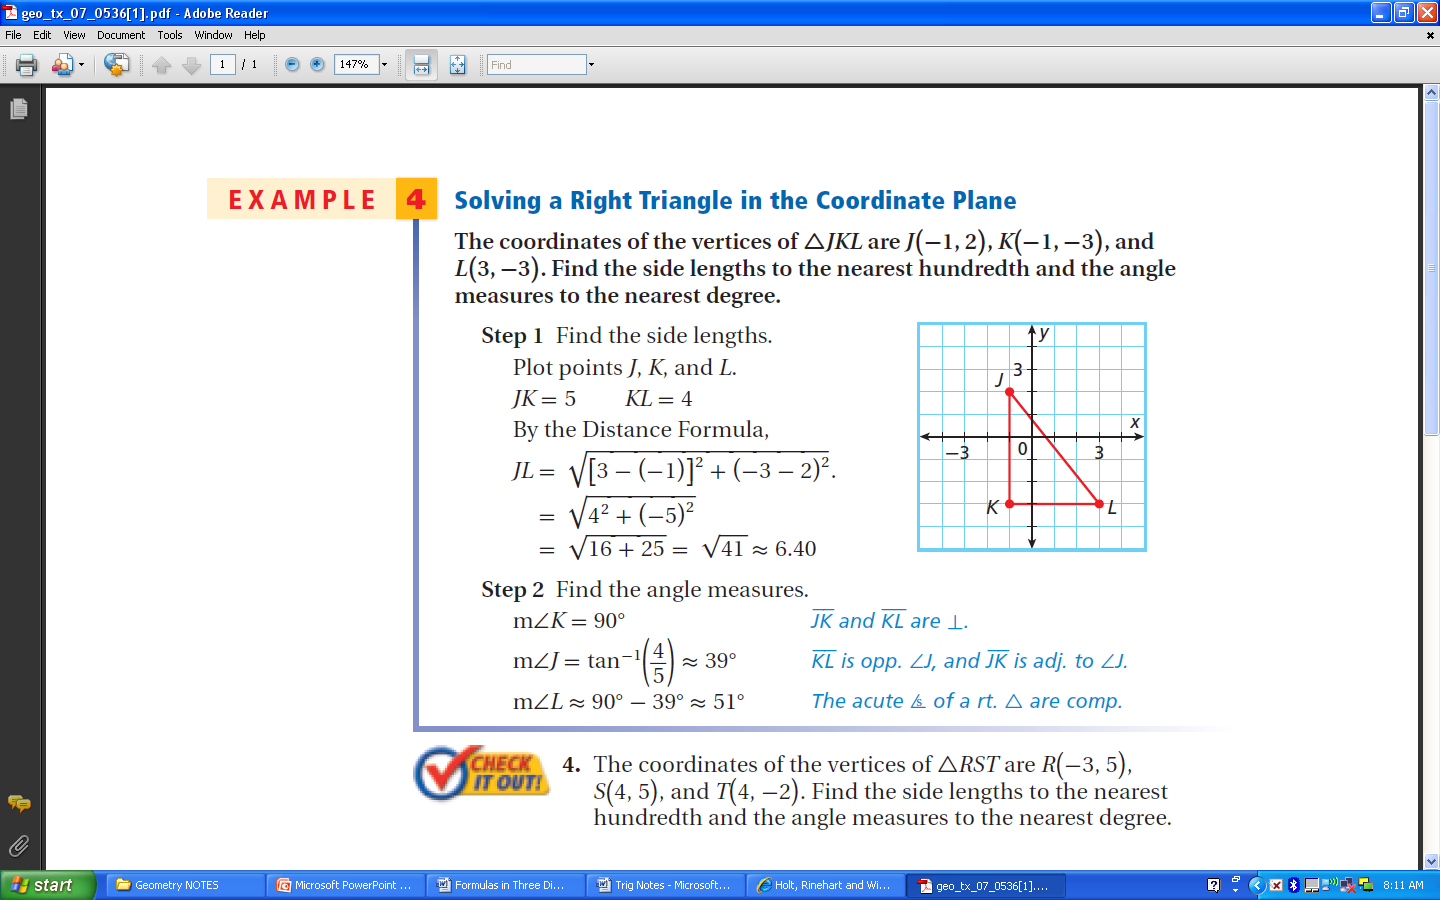 geo_tx_07_0536[1].pdf - Adobe Reader
File Edit View Document Tools Window Help
1 / 1 147% Find
EXAMPLE 4 Solving a Right Triangle in the Coordinate Plane
The coordinates of the vertices of △JKL are J(−1, 2), K(−1, −3), and
L(3, −3). Find the side lengths to the nearest hundredth and the angle
measures to the nearest degree.
Step 1 Find the side lengths.
Plot points J, K, and L.
JK = 5 KL = 4
By the Distance Formula,
JL = √[3 − (−1)]² + (−3 − 2)².
= √4² + (−5)²
= √16 + 25 = √41 ≈ 6.40
y
J 3
x
−3 0 3
K L
Step 2 Find the angle measures.
m∠K = 90° J̅K̅ and K̅L̅ are ⊥.
m∠J = tan⁻¹(4/5) ≈ 39° K̅L̅ is opp. ∠J, and J̅K̅ is adj. to ∠J.
m∠L ≈ 90° − 39° ≈ 51° The acute ∠s of a rt. △ are comp.
CHECK
IT OUT!
4. The coordinates of the vertices of △RST are R(−3, 5),
S(4, 5), and T(4, −2). Find the side lengths to the nearest
hundredth and the angle measures to the nearest degree.
start Geometry NOTES Microsoft PowerPoint ... Formulas in Three Di... Trig Notes - Microsoft... Holt, Rinehart and Wi... geo_tx_07_0536[1].... 8:11 AM